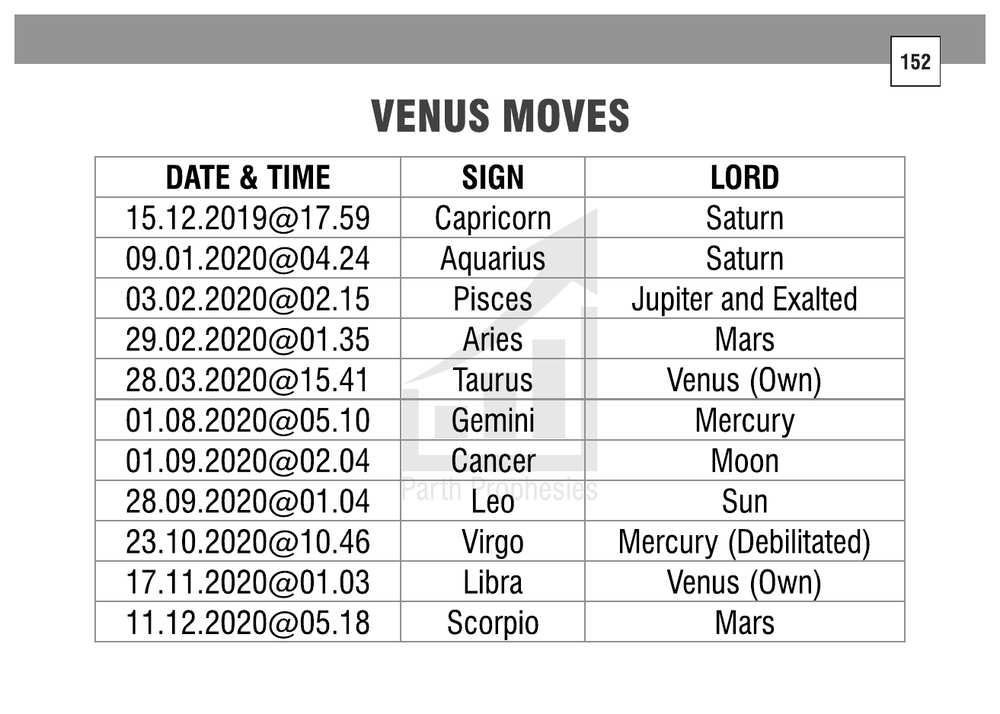 152
VENUS MOVES
DATE & TIME SIGN LORD
15.12.2019@17.59 Capricorn Saturn
09.01.2020@04.24 Aquarius Saturn
03.02.2020@02.15 Pisces Jupiter and Exalted
29.02.2020@01.35 Aries Mars
28.03.2020@15.41 Taurus Venus (Own)
01.08.2020@05.10 Gemini Mercury
01.09.2020@02.04 Cancer Moon
Parth Prophesies
28.09.2020@01.04 Leo Sun
23.10.2020@10.46 Virgo Mercury (Debilitated)
17.11.2020@01.03 Libra Venus (Own)
11.12.2020@05.18 Scorpio Mars